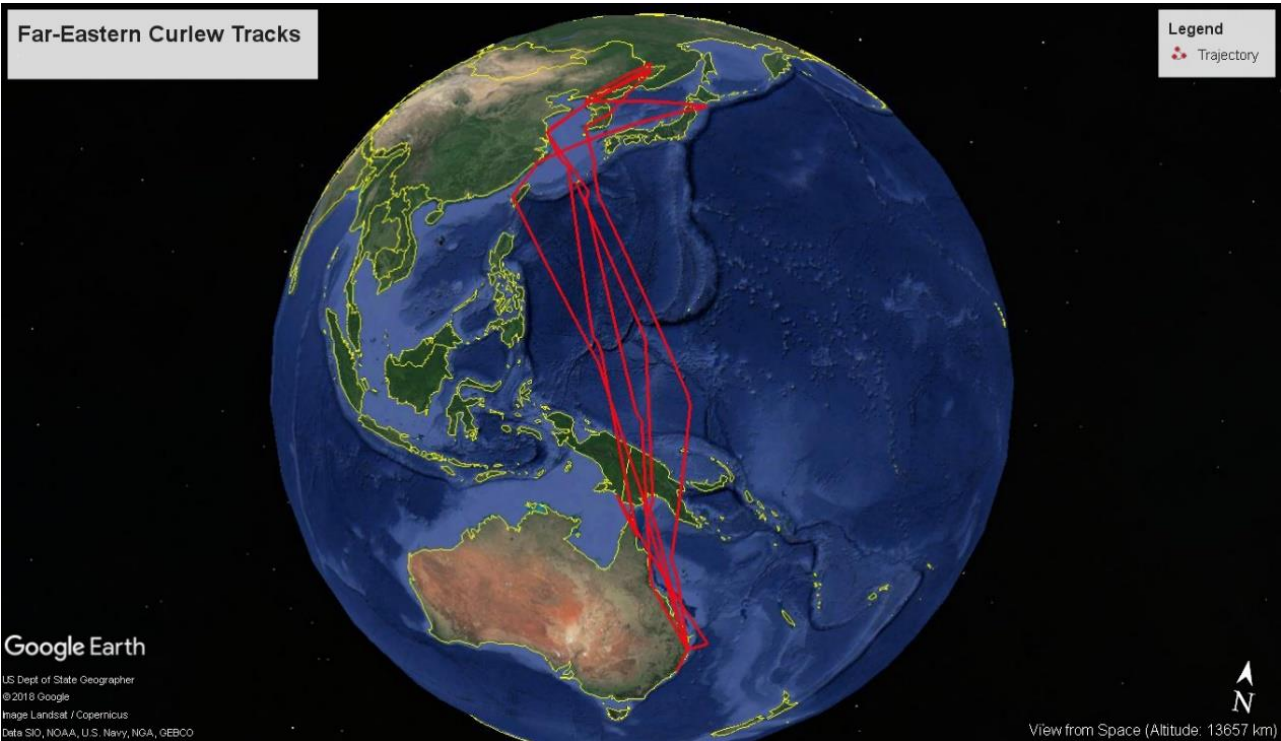 Far-Eastern Curlew Tracks
Legend
Trajectory
Google Earth
US Dept of State Geographer
©2018 Google
Image Landsat / Copernicus
Data SIO, NOAA, U.S. Navy, NGA, GEBCO
N
View from Space (Altitude: 13657 km)